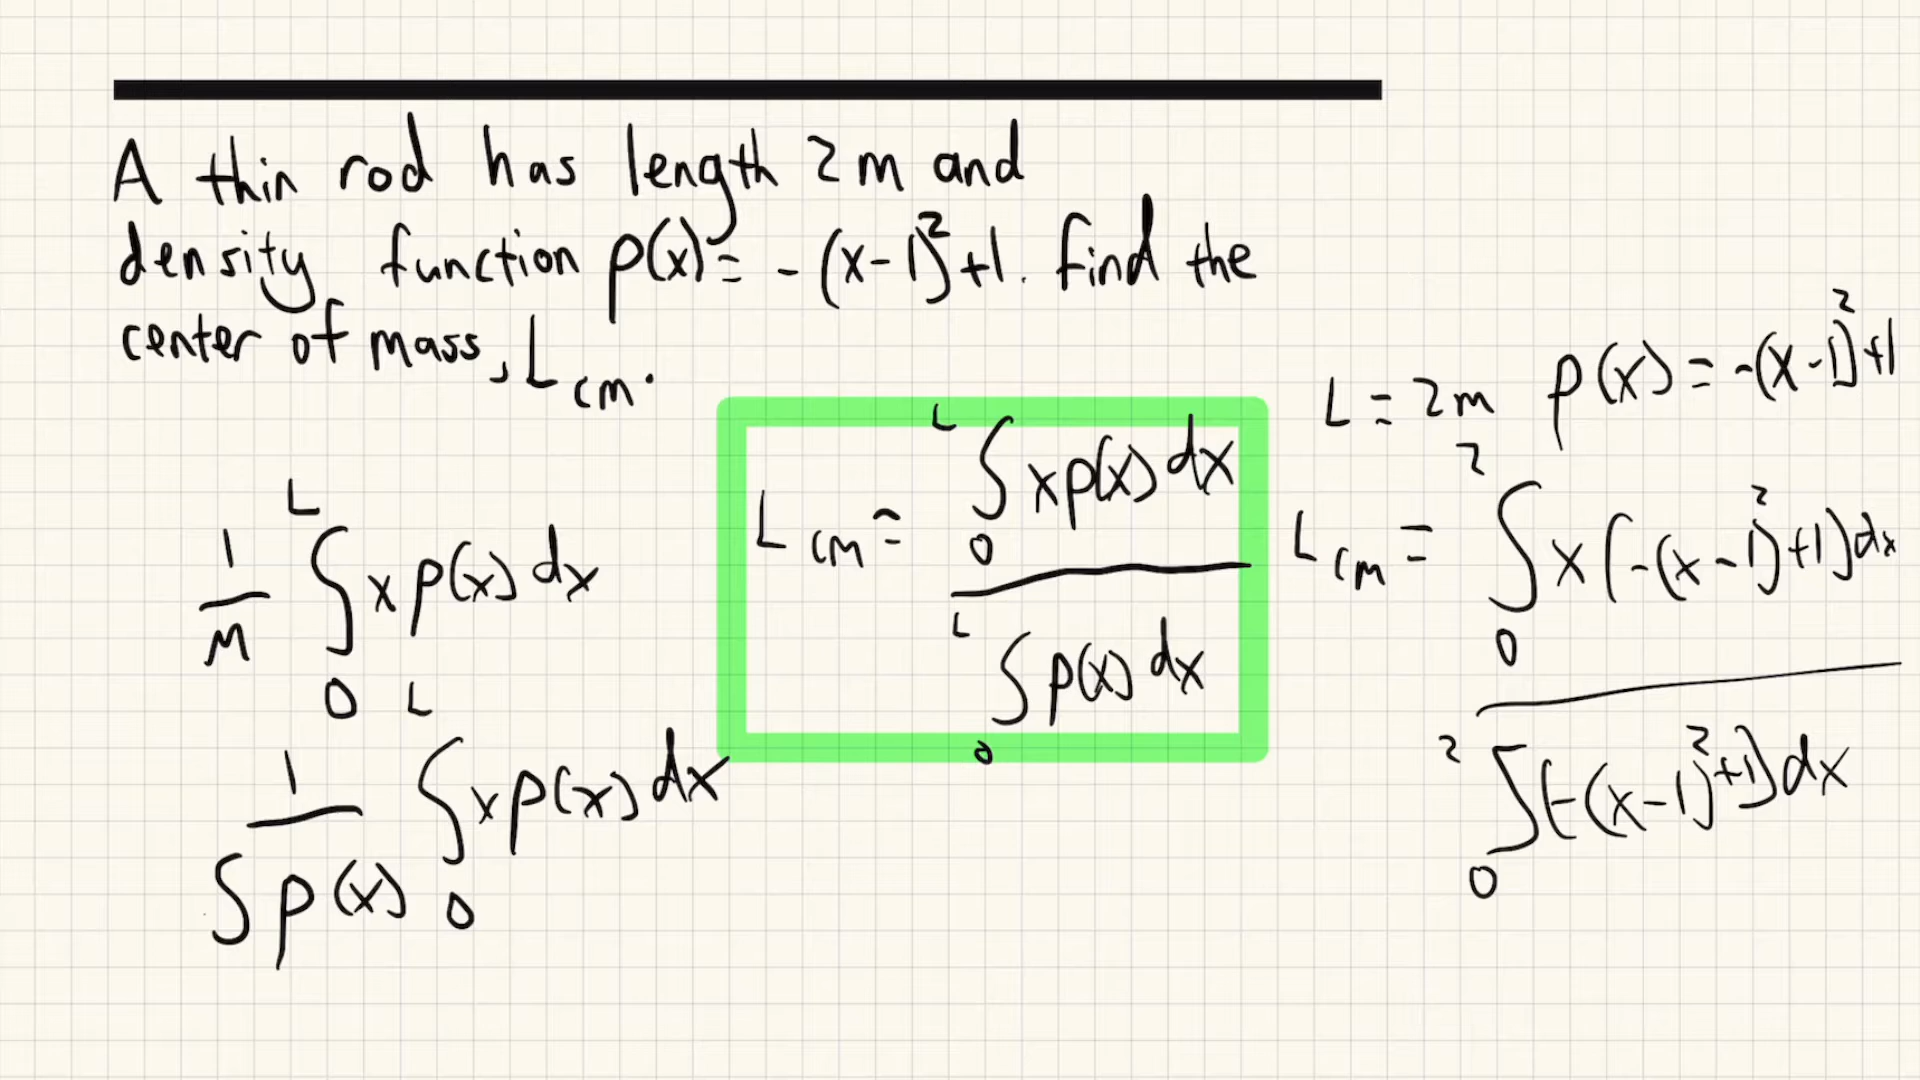 A thin rod has length 2m and
density function ρ(x) = -(x-1)²+1. find the
center of mass, L_cm.
1/M ∫₀ᴸ xρ(x) dx
1/∫ρ(x) ∫₀ᴸ xρ(x) dx
L_cm = ∫₀ᴸ xρ(x) dx / ∫₀ᴸ ρ(x) dx
L = 2m ρ(x) = -(x-1)²+1
L_cm = ∫₀² x(-(x-1)²+1) dx / ∫₀² (-(x-1)²+1) dx